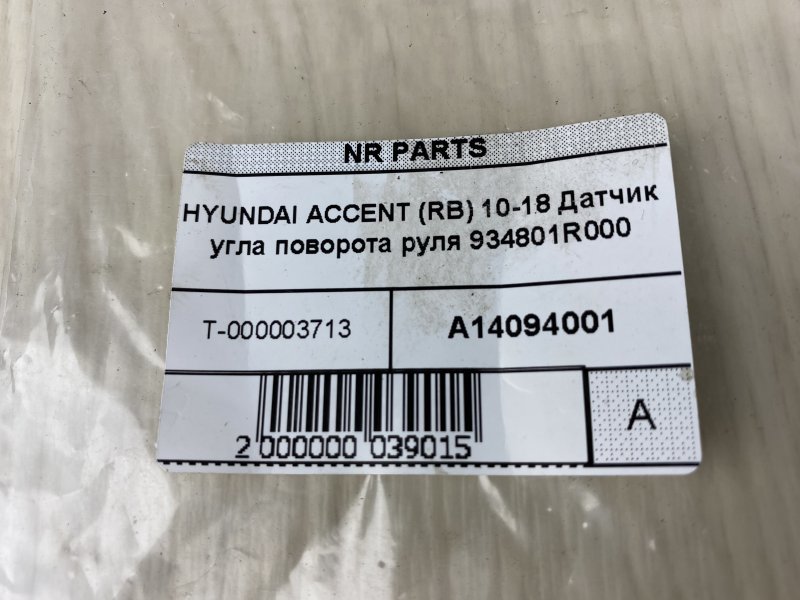 NR PARTS
HYUNDAI ACCENT (RB) 10-18 Датчик
угла поворота руля 934801R000
T-000003713
A14094001
A
2 000000 039015